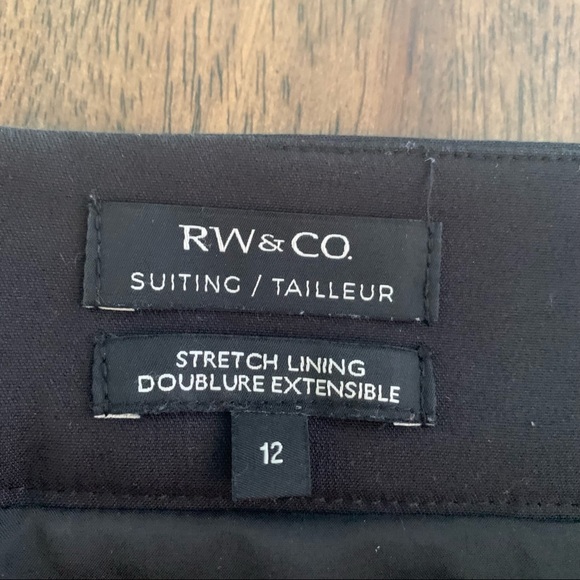 RW&CO.
SUITING / TAILLEUR
STRETCH LINING
DOUBLURE EXTENSIBLE
12